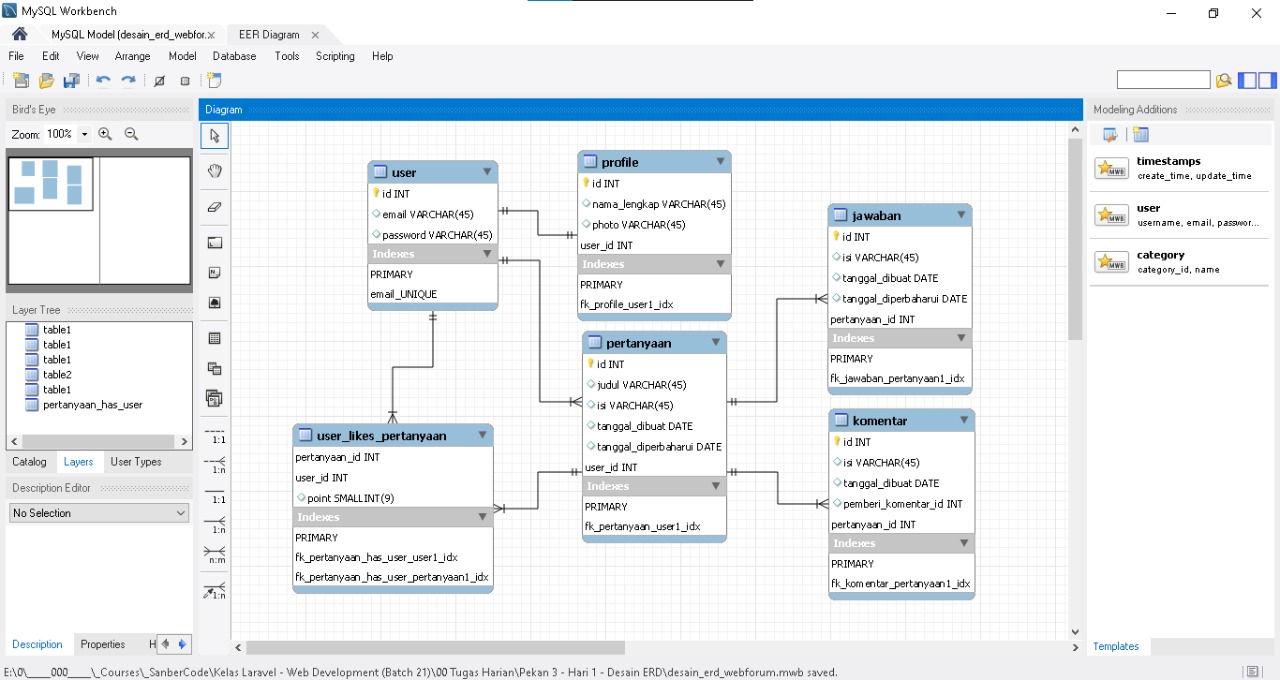 MySQL Workbench
MySQL Model (desain_erd_webfor.x
EER Diagram
File Edit View Arrange Model Database Tools Scripting Help
Bird's Eye
Zoom: 100%
Layer Tree
table1
table1
table1
table2
table1
pertanyaan_has_user
Catalog Layers User Types
Description Editor
No Selection
Description Properties H
Diagram
1:1
1:n
1:1
1:n
n:m
1:n
user
id INT
email VARCHAR(45)
password VARCHAR(45)
Indexes
PRIMARY
email_UNIQUE
profile
id INT
nama_lengkap VARCHAR(45)
photo VARCHAR(45)
user_id INT
Indexes
PRIMARY
fk_profile_user1_idx
jawaban
id INT
isi VARCHAR(45)
tanggal_dibuat DATE
tanggal_diperbaharui DATE
pertanyaan_id INT
Indexes
PRIMARY
fk_jawaban_pertanyaan1_idx
pertanyaan
id INT
judul VARCHAR(45)
isi VARCHAR(45)
tanggal_dibuat DATE
tanggal_diperbaharui DATE
user_id INT
Indexes
PRIMARY
fk_pertanyaan_user1_idx
user_likes_pertanyaan
pertanyaan_id INT
user_id INT
point SMALLINT(9)
Indexes
PRIMARY
fk_pertanyaan_has_user_user1_idx
fk_pertanyaan_has_user_pertanyaan1_idx
komentar
id INT
isi VARCHAR(45)
tanggal_dibuat DATE
pemberi_komentar_id INT
pertanyaan_id INT
Indexes
PRIMARY
fk_komentar_pertanyaan1_idx
Modeling Additions
timestamps
create_time, update_time
user
username, email, passwor...
category
category_id, name
Templates
E:\0\____000____\_Courses\_SanberCode\Kelas Laravel - Web Development (Batch 21)\00 Tugas Harian\Pekan 3 - Hari 1 - Desain ERD\desain_erd_webforum.mwb saved.